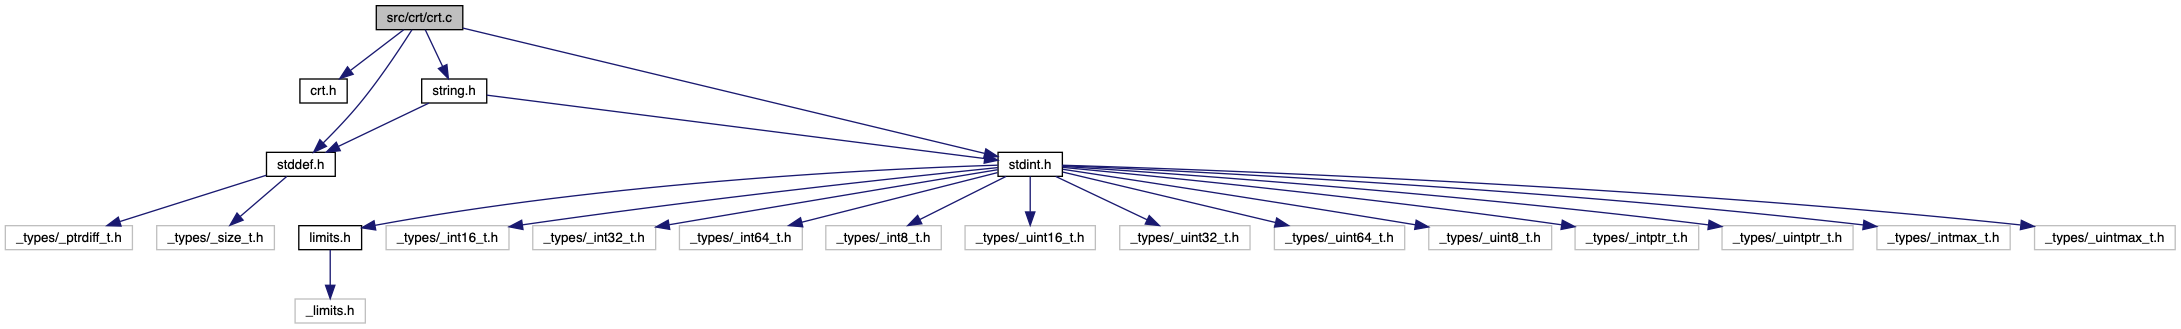 src/crt/crt.c
crt.h
string.h
stddef.h
stdint.h
_types/_ptrdiff_t.h
_types/_size_t.h
limits.h
_types/_int16_t.h
_types/_int32_t.h
_types/_int64_t.h
_types/_int8_t.h
_types/_uint16_t.h
_types/_uint32_t.h
_types/_uint64_t.h
_types/_uint8_t.h
_types/_intptr_t.h
_types/_uintptr_t.h
_types/_intmax_t.h
_types/_uintmax_t.h
_limits.h